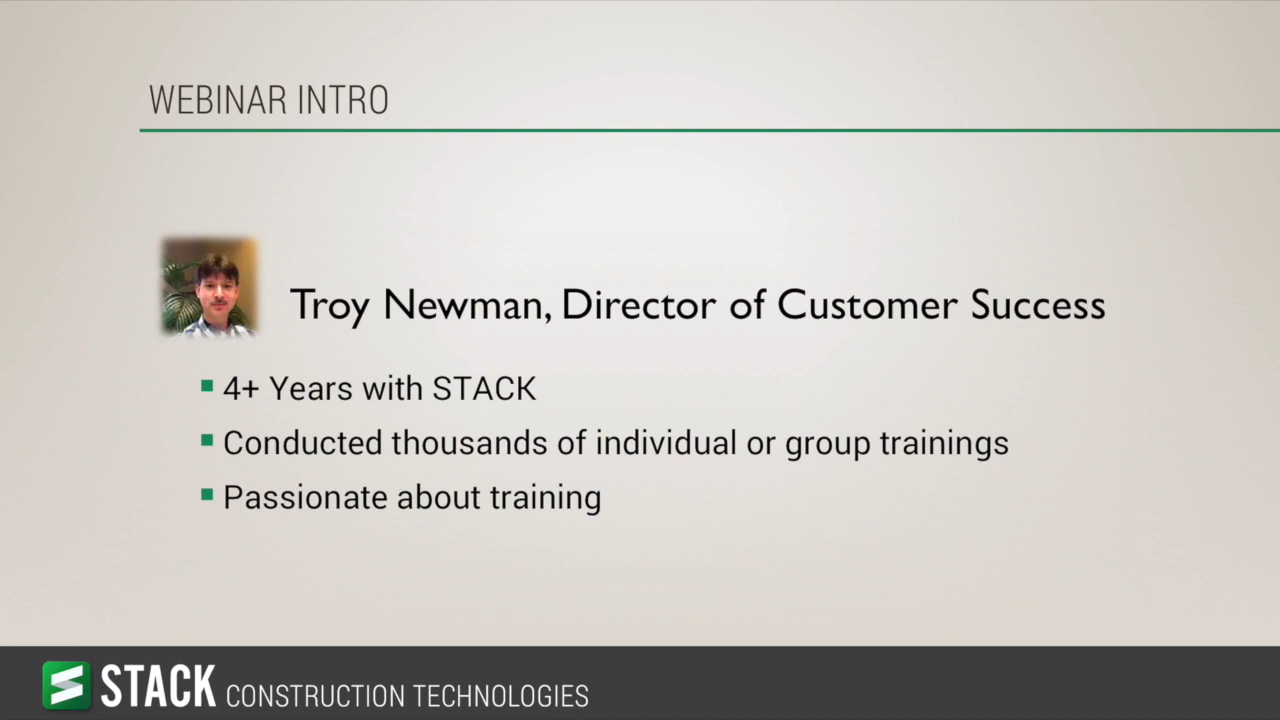 WEBINAR INTRO
Troy Newman, Director of Customer Success
4+ Years with STACK
Conducted thousands of individual or group trainings
Passionate about training
STACK CONSTRUCTION TECHNOLOGIES